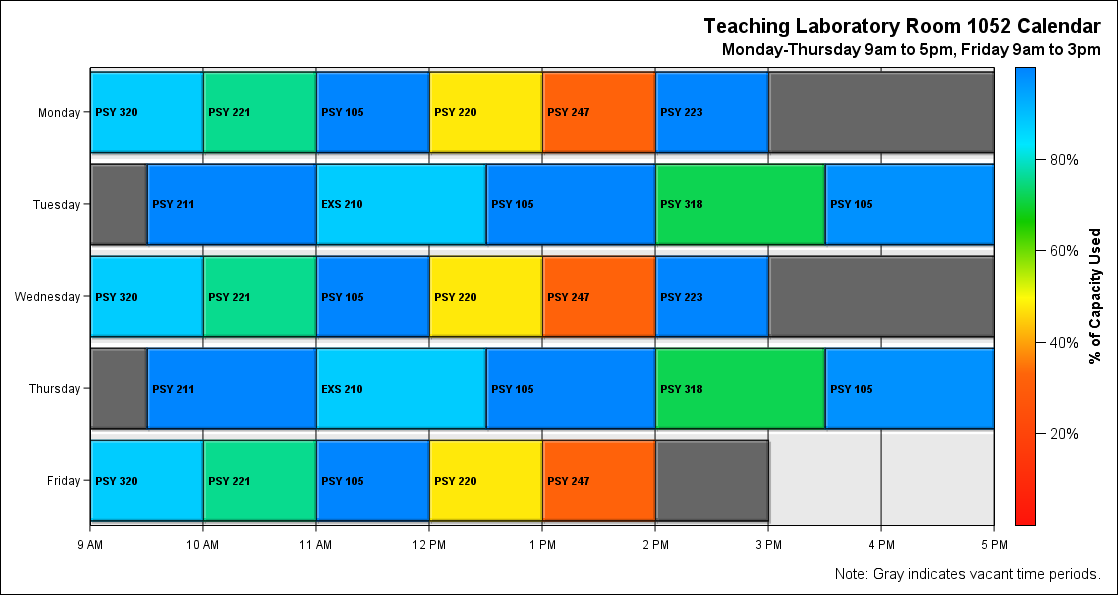 Teaching Laboratory Room 1052 Calendar
Monday-Thursday 9am to 5pm, Friday 9am to 3pm
Monday PSY 320 PSY 221 PSY 105 PSY 220 PSY 247 PSY 223
Tuesday PSY 211 EXS 210 PSY 105 PSY 318 PSY 105
Wednesday PSY 320 PSY 221 PSY 105 PSY 220 PSY 247 PSY 223
Thursday PSY 211 EXS 210 PSY 105 PSY 318 PSY 105
Friday PSY 320 PSY 221 PSY 105 PSY 220 PSY 247
9 AM 10 AM 11 AM 12 PM 1 PM 2 PM 3 PM 4 PM 5 PM
80%
60%
40%
20%
% of Capacity Used
Note: Gray indicates vacant time periods.